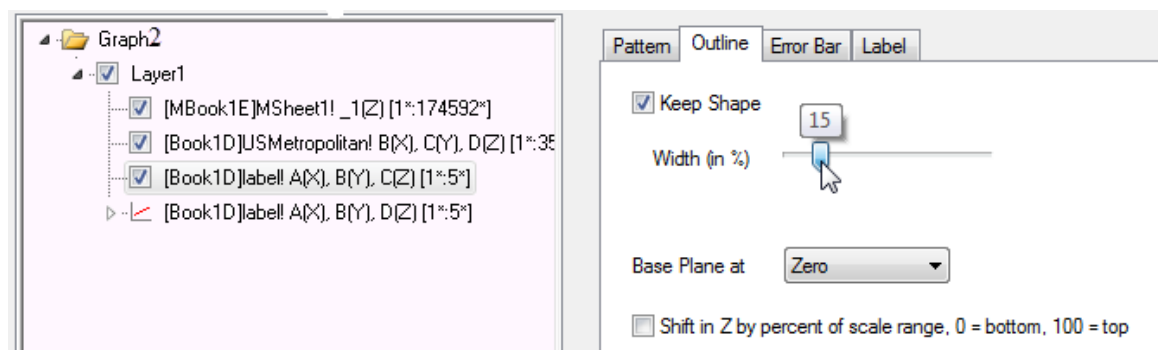 Graph2
Layer1
[MBook1E]MSheet1! _1(Z) [1*:174592*]
[Book1D]USMetropolitan! B(X), C(Y), D(Z) [1*:35
[Book1D]label! A(X), B(Y), C(Z) [1*:5*]
[Book1D]label! A(X), B(Y), D(Z) [1*:5*]
Pattern Outline Error Bar Label
Keep Shape
15
Width (in %)
Base Plane at Zero
Shift in Z by percent of scale range, 0 = bottom, 100 = top